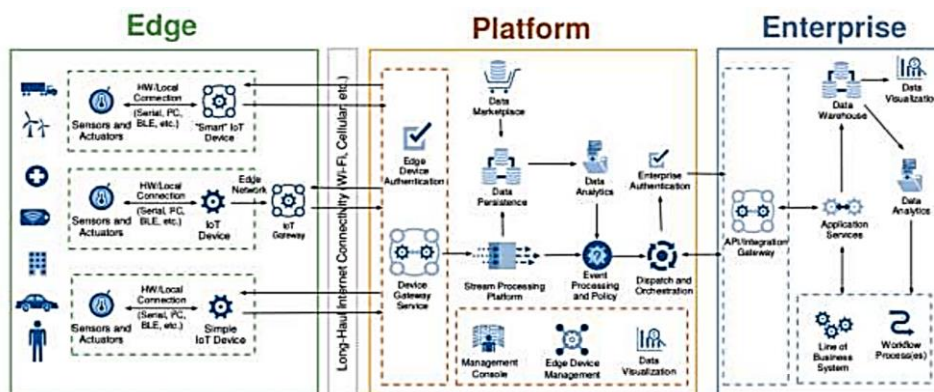 Edge
Platform
Enterprise
HW/Local
Connection
(Serial, I²C,
BLE, etc.)
Sensors and
Actuators
"Smart" IoT
Device
HW/Local
Connection
(Serial, I²C,
BLE, etc.)
Sensors and
Actuators
IoT
Device
Edge
Network
IoT
Gateway
HW/Local
Connection
(Serial, I²C,
BLE, etc.)
Sensors and
Actuators
Simple
IoT Device
Long-Haul Internet Connectivity (Wi-Fi, Cellular, etc.)
Edge
Device
Authentication
Device
Gateway
Service
Data
Marketplace
Data
Persistence
Data
Analytics
Stream Processing
Platform
Event
Processing
and Policy
Enterprise
Authentication
Dispatch and
Orchestration
Management
Console
Edge Device
Management
Data
Visualization
API/Integration
Gateway
Data
Warehouse
Data
Visualization
Data
Analytics
Application
Services
Line of
Business
System
Workflow
Process(es)